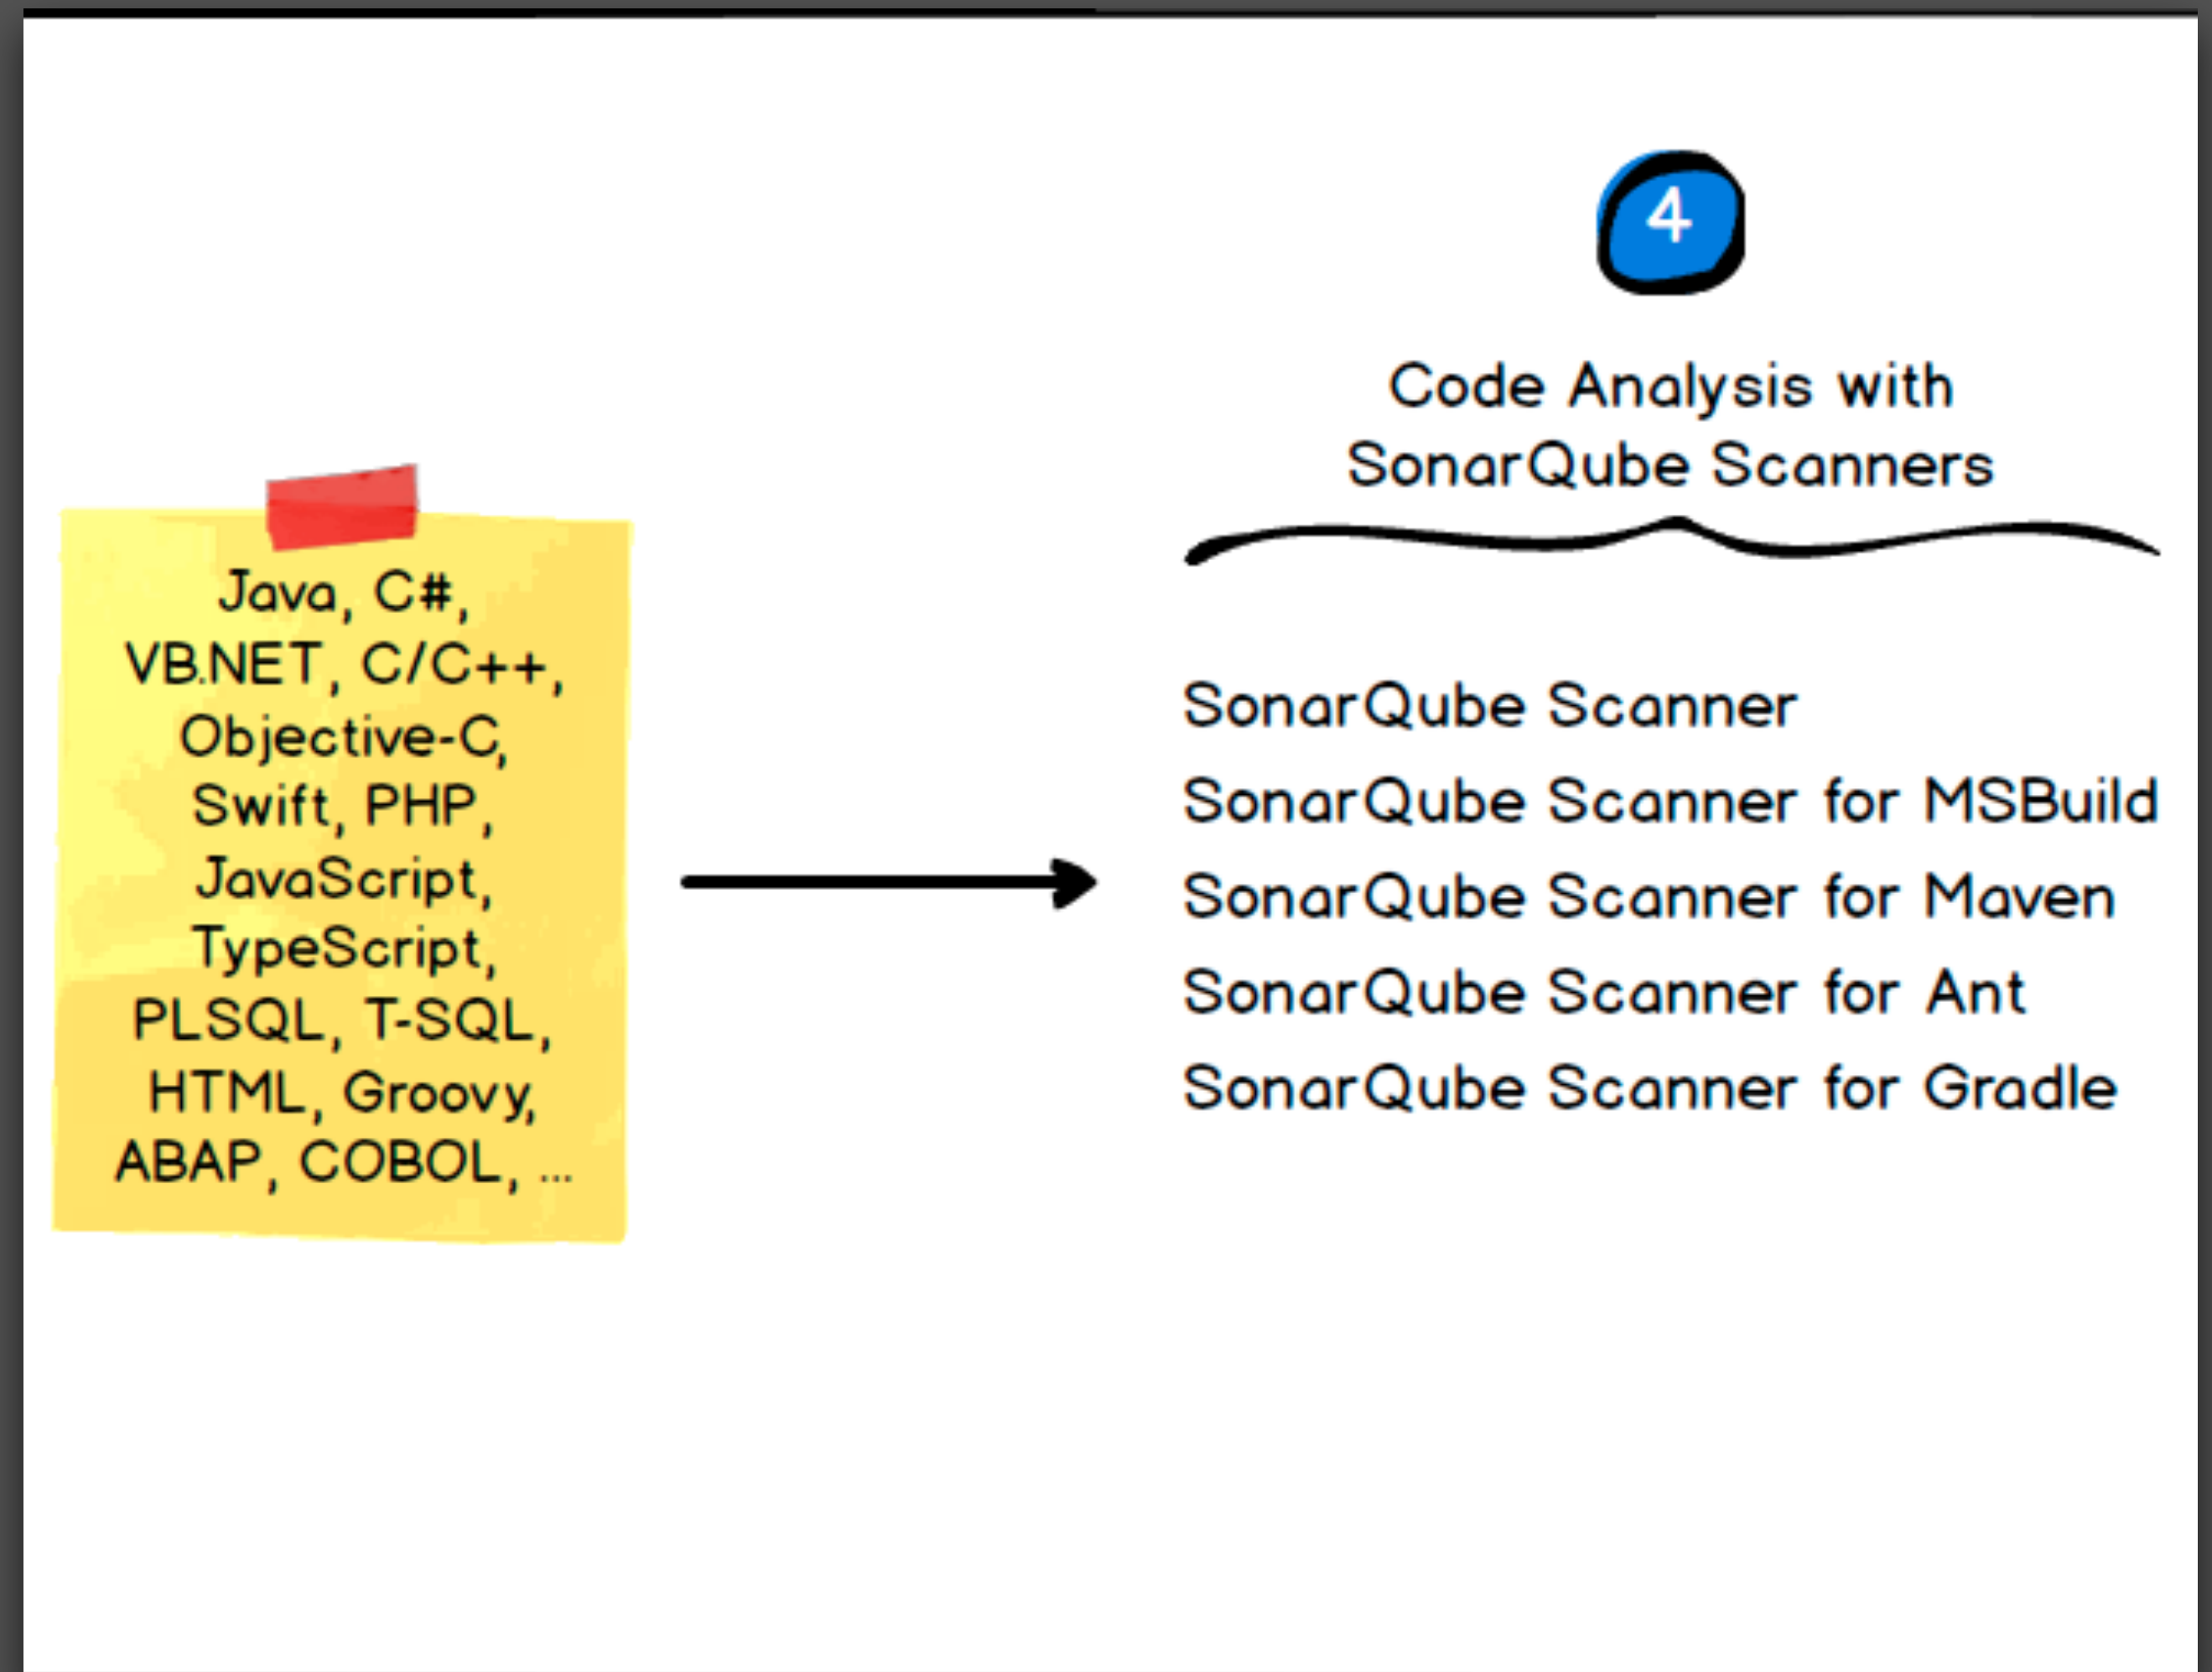 4
Code Analysis with
SonarQube Scanners
Java, C#,
VB.NET, C/C++,
Objective-C,
Swift, PHP,
JavaScript,
TypeScript,
PLSQL, T-SQL,
HTML, Groovy,
ABAP, COBOL, ...
SonarQube Scanner
SonarQube Scanner for MSBuild
SonarQube Scanner for Maven
SonarQube Scanner for Ant
SonarQube Scanner for Gradle